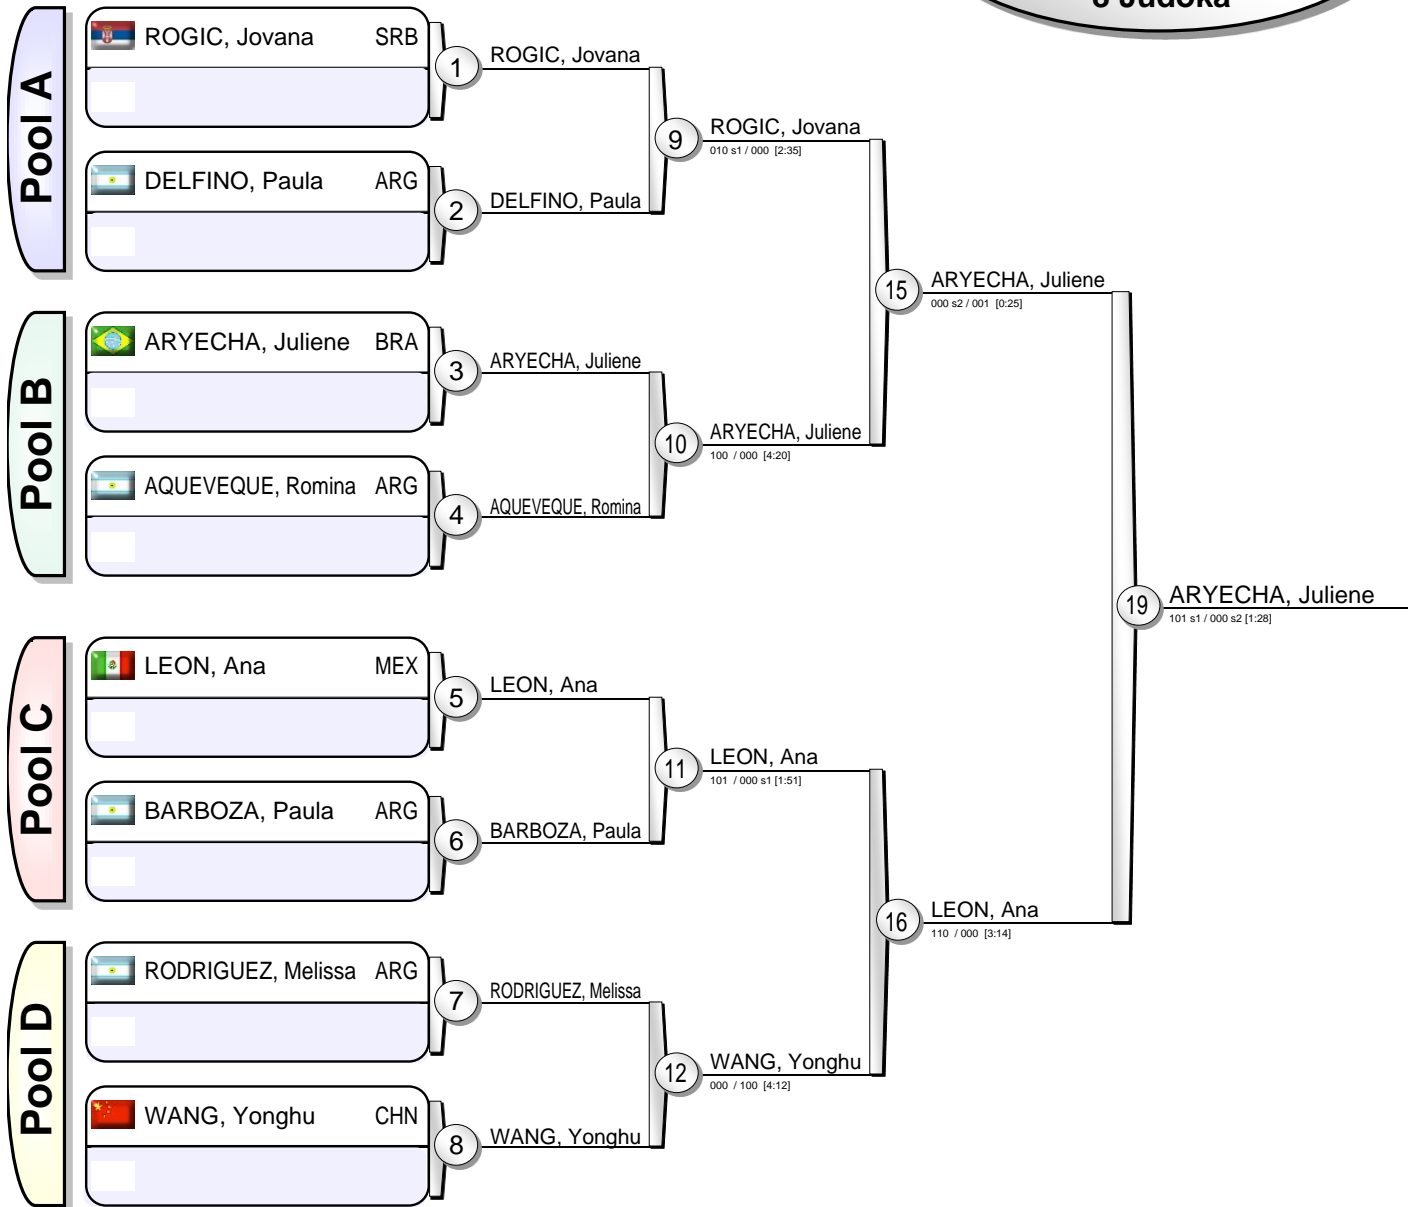 8 Judoka
Pool A
ROGIC, Jovana SRB
1
ROGIC, Jovana
DELFINO, Paula ARG
2
DELFINO, Paula
9
ROGIC, Jovana
010 s1 / 000 [2:35]
Pool B
ARYECHA, Juliene BRA
3
ARYECHA, Juliene
AQUEVEQUE, Romina ARG
4
AQUEVEQUE, Romina
10
ARYECHA, Juliene
100 / 000 [4:20]
15
ARYECHA, Juliene
000 s2 / 001 [0:25]
Pool C
LEON, Ana MEX
5
LEON, Ana
BARBOZA, Paula ARG
6
BARBOZA, Paula
11
LEON, Ana
101 / 000 s1 [1:51]
Pool D
RODRIGUEZ, Melissa ARG
7
RODRIGUEZ, Melissa
WANG, Yonghu CHN
8
WANG, Yonghu
12
WANG, Yonghu
000 / 100 [4:12]
16
LEON, Ana
110 / 000 [3:14]
19
ARYECHA, Juliene
101 s1 / 000 s2 [1:28]